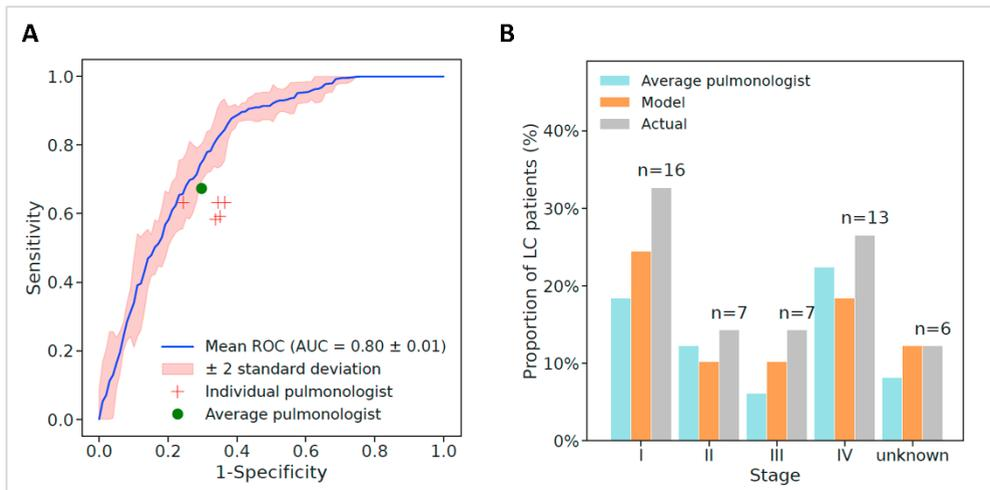 A
1.0
0.8
0.6
0.4
0.2
0.0
Sensitivity
Mean ROC (AUC = 0.80 ± 0.01)
± 2 standard deviation
Individual pulmonologist
Average pulmonologist
0.0 0.2 0.4 0.6 0.8 1.0
1-Specificity
B
Average pulmonologist
Model
Actual
40%
30%
20%
10%
0%
Proportion of LC patients (%)
n=16
n=7
n=7
n=13
n=6
I II III IV unknown
Stage